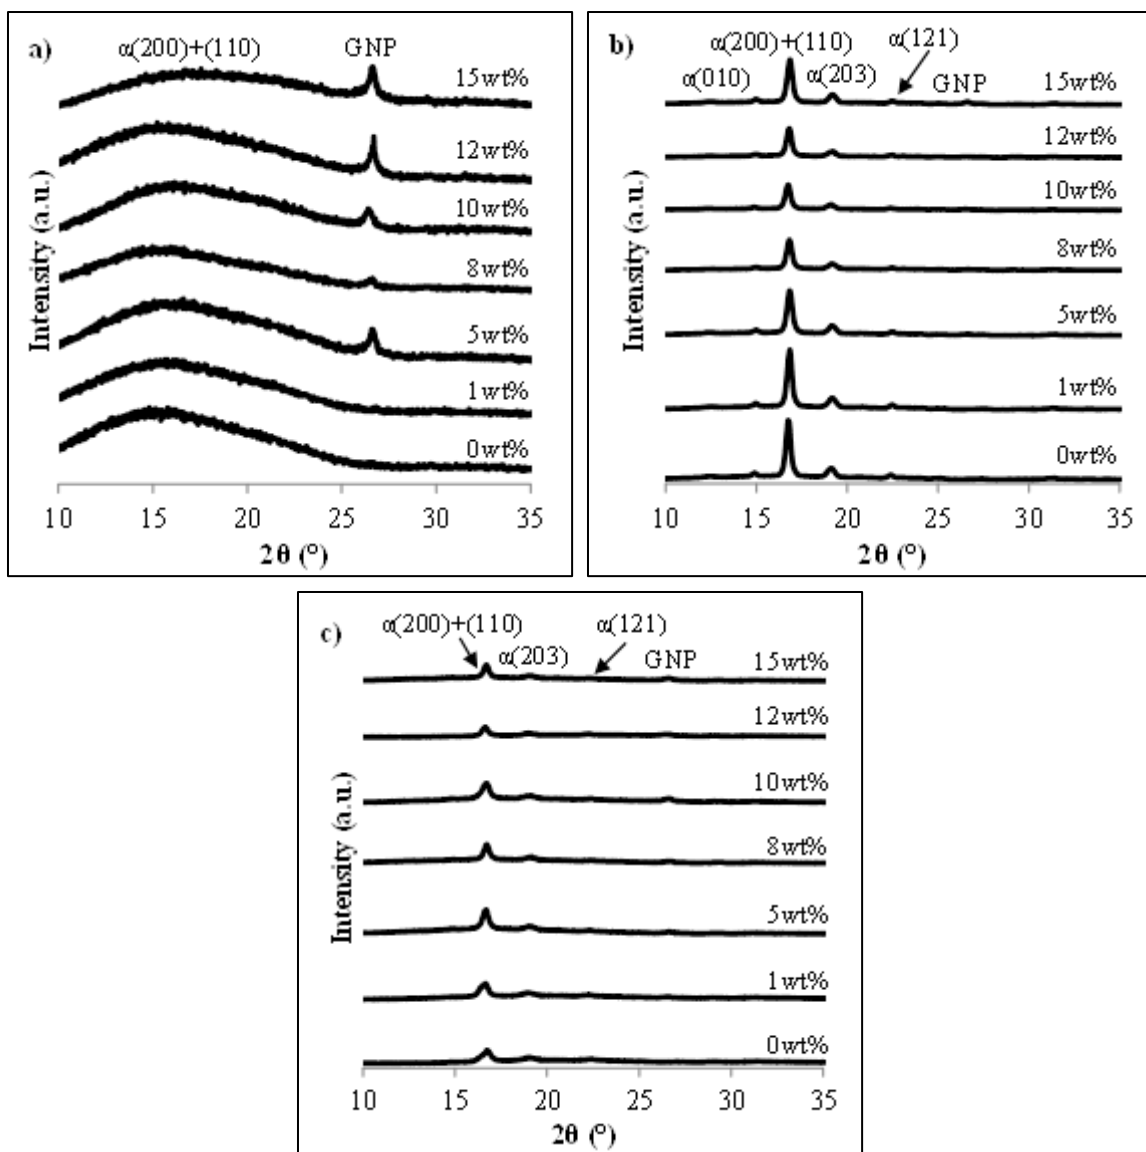 a)
α(200)+(110)
GNP
15wt%
12wt%
10wt%
8wt%
5wt%
1wt%
0wt%
Intensity (a.u.)
10 15 20 25 30 35
2θ (°)
b)
α(010)
α(200)+(110)
α(203)
α(121)
GNP
15wt%
12wt%
10wt%
8wt%
5wt%
1wt%
0wt%
Intensity (a.u.)
10 15 20 25 30 35
2θ (°)
c)
α(200)+(110)
α(203)
α(121)
GNP
15wt%
12wt%
10wt%
8wt%
5wt%
1wt%
0wt%
Intensity (a.u.)
10 15 20 25 30 35
2θ (°)